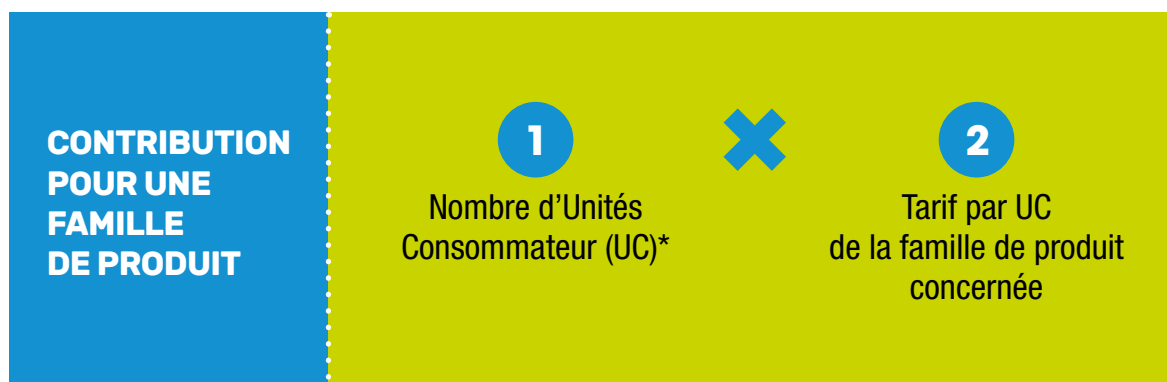 CONTRIBUTION
POUR UNE
FAMILLE
DE PRODUIT
1
Nombre d’Unités
Consommateur (UC)*
2
Tarif par UC
de la famille de produit
concernée